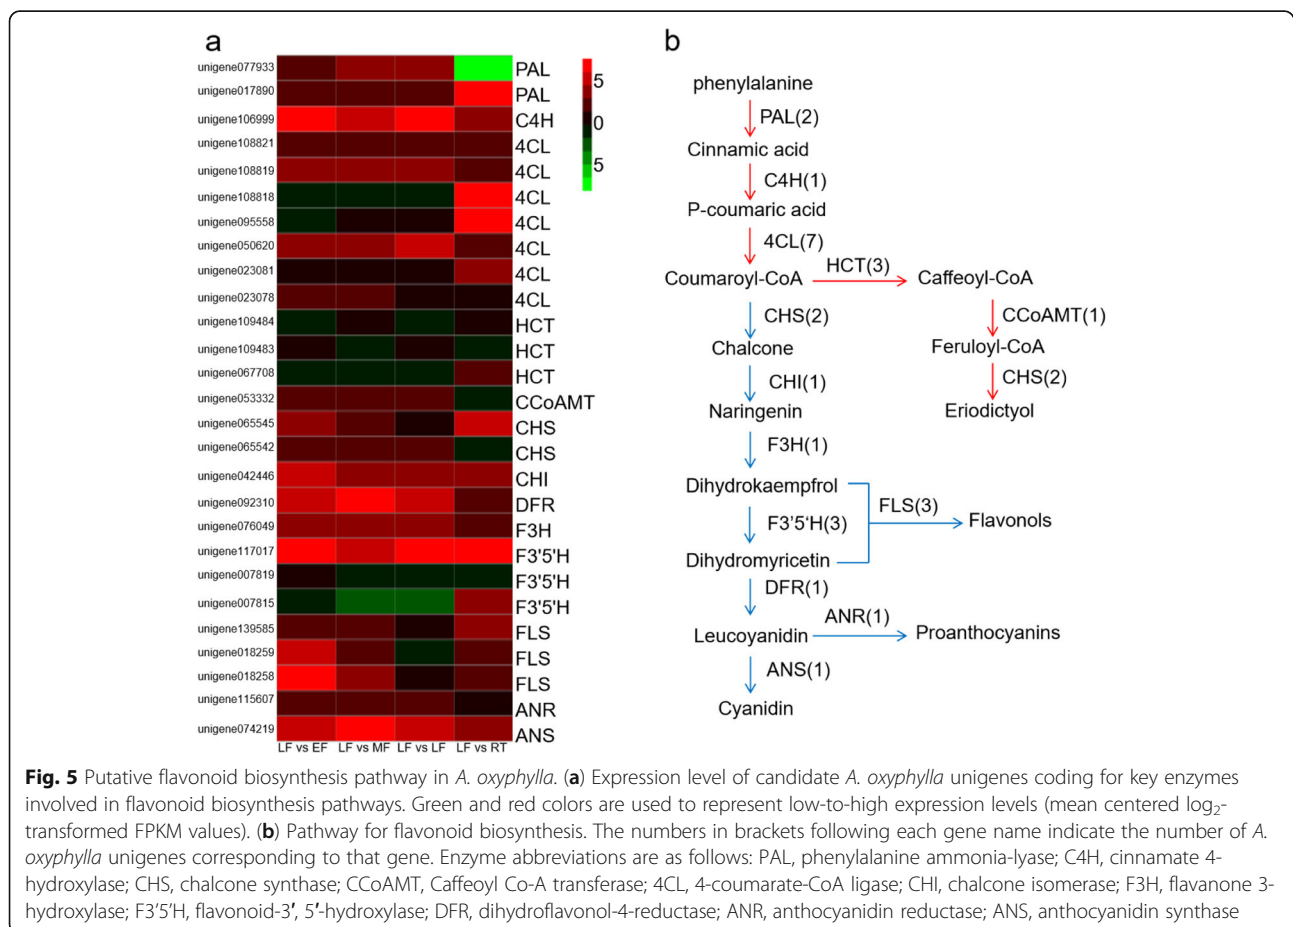 a
unigene077933 PAL
unigene017890 PAL
unigene106999 C4H
unigene108821 4CL
unigene108819 4CL
unigene108818 4CL
unigene095558 4CL
unigene050620 4CL
unigene023081 4CL
unigene023078 4CL
unigene109484 HCT
unigene109483 HCT
unigene067708 HCT
unigene053332 CCoAMT
unigene065545 CHS
unigene065542 CHS
unigene042446 CHI
unigene092310 DFR
unigene076049 F3H
unigene117017 F3'5'H
unigene007819 F3'5'H
unigene007815 F3'5'H
unigene139585 FLS
unigene018259 FLS
unigene018258 FLS
unigene115607 ANR
unigene074219 ANS
LF vs EF LF vs MF LF vs LF LF vs RT
5
0
5
b
phenylalanine
PAL(2)
Cinnamic acid
C4H(1)
P-coumaric acid
4CL(7)
Coumaroyl-CoA HCT(3) Caffeoyl-CoA
CHS(2) CCoAMT(1)
Chalcone Feruloyl-CoA
CHI(1) CHS(2)
Naringenin Eriodictyol
F3H(1)
Dihydrokaempfrol
F3'5'H(3) FLS(3) Flavonols
Dihydromyricetin
DFR(1)
Leucoyanidin ANR(1) Proanthocyanins
ANS(1)
Cyanidin
Fig. 5 Putative flavonoid biosynthesis pathway in A. oxyphylla. (a) Expression level of candidate A. oxyphylla unigenes coding for key enzymes
involved in flavonoid biosynthesis pathways. Green and red colors are used to represent low-to-high expression levels (mean centered log2-
transformed FPKM values). (b) Pathway for flavonoid biosynthesis. The numbers in brackets following each gene name indicate the number of A.
oxyphylla unigenes corresponding to that gene. Enzyme abbreviations are as follows: PAL, phenylalanine ammonia-lyase; C4H, cinnamate 4-
hydroxylase; CHS, chalcone synthase; CCoAMT, Caffeoyl Co-A transferase; 4CL, 4-coumarate-CoA ligase; CHI, chalcone isomerase; F3H, flavanone 3-
hydroxylase; F3'5'H, flavonoid-3′, 5′-hydroxylase; DFR, dihydroflavonol-4-reductase; ANR, anthocyanidin reductase; ANS, anthocyanidin synthase